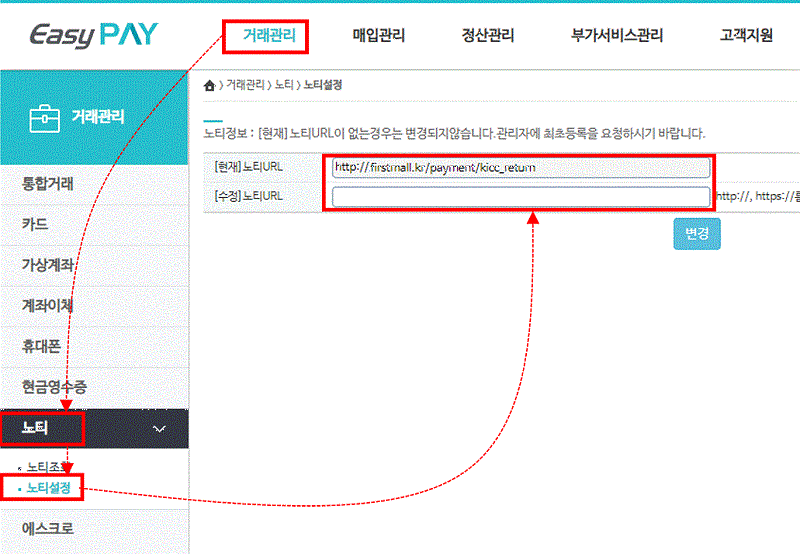 Easy PAY
거래관리 매입관리 정산관리 부가서비스관리 고객지원
거래관리 > 노티 > 노티설정
거래관리
노티정보 : [현재] 노티URL이 없는경우는 변경되지않습니다.관리자에 최초등록을 요청하시기 바랍니다.
[현재] 노티URL http://firstmall.kr/payment/kicc_return
[수정] 노티URL http://, https://를
변경
통합거래
카드
가상계좌
계좌이체
휴대폰
현금영수증
노티
노티조회
노티설정
에스크로